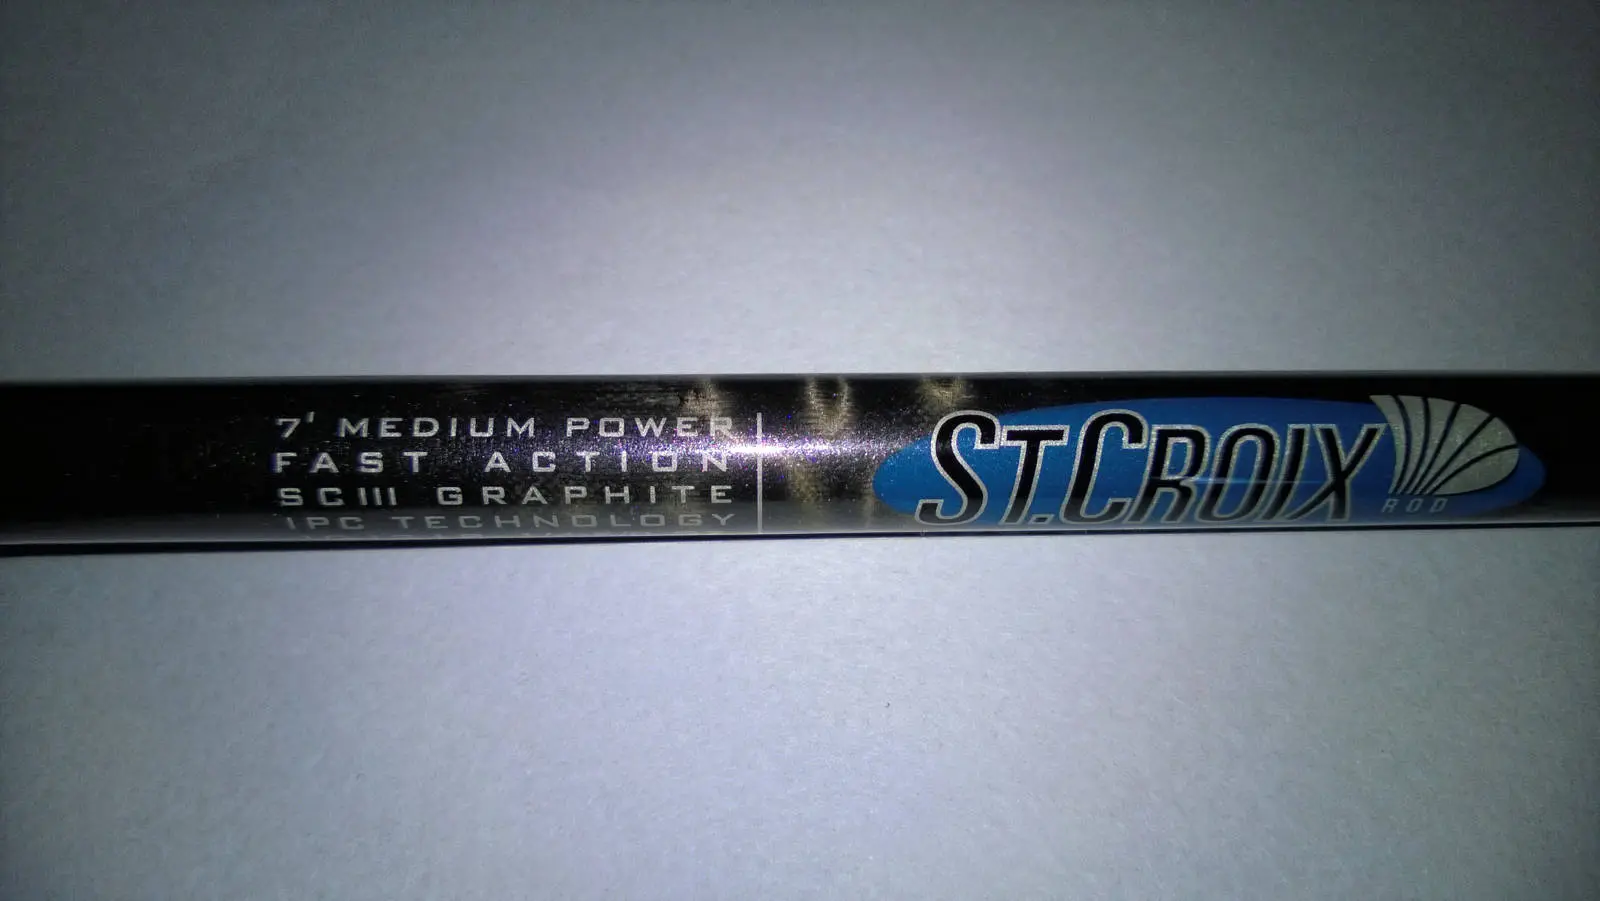 7' MEDIUM POWER
FAST ACTION
SCIII GRAPHITE
IPC TECHNOLOGY
ST.CROIX
ROD